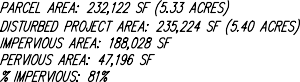 PARCEL AREA: 232,122 SF (5.33 ACRES)
DISTURBED PROJECT AREA: 235,224 SF (5.40 ACRES)
IMPERVIOUS AREA: 188,028 SF
PERVIOUS AREA: 47,196 SF
% IMPERVIOUS: 81%